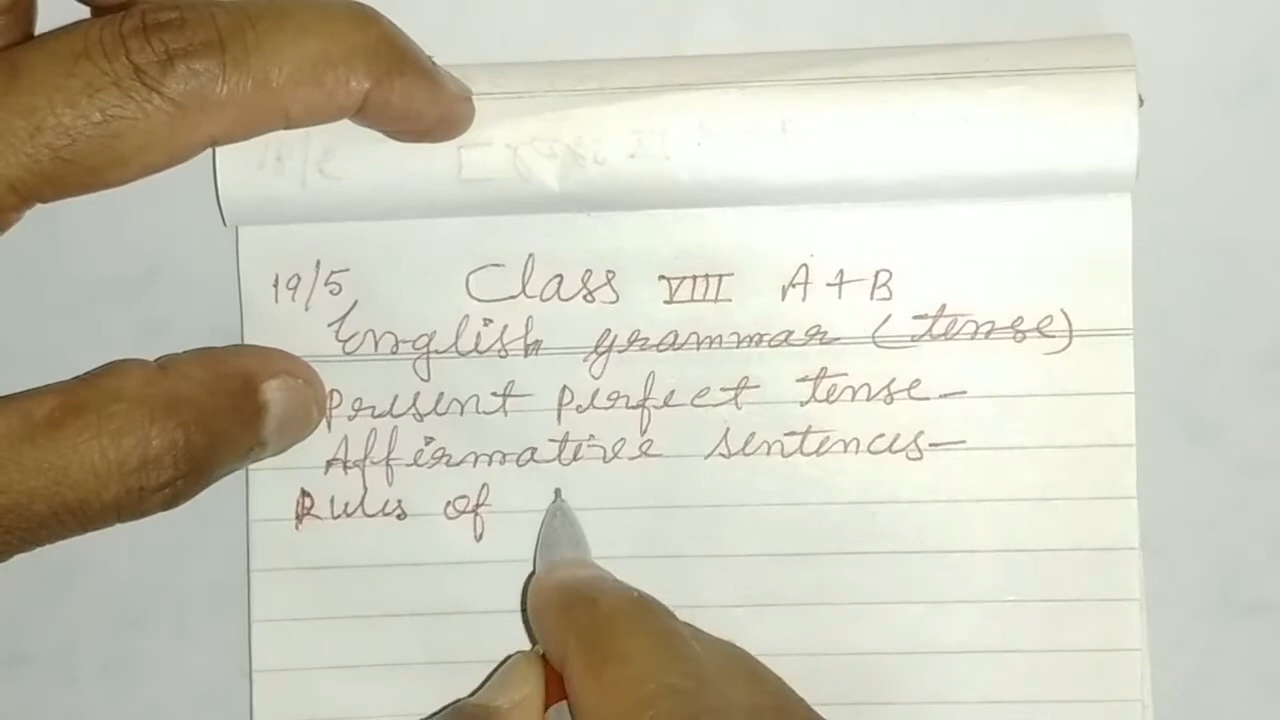 19/5 Class VIII A+B
English grammar (tense)
Present perfect tense-
Affirmative sentences-
Rules of